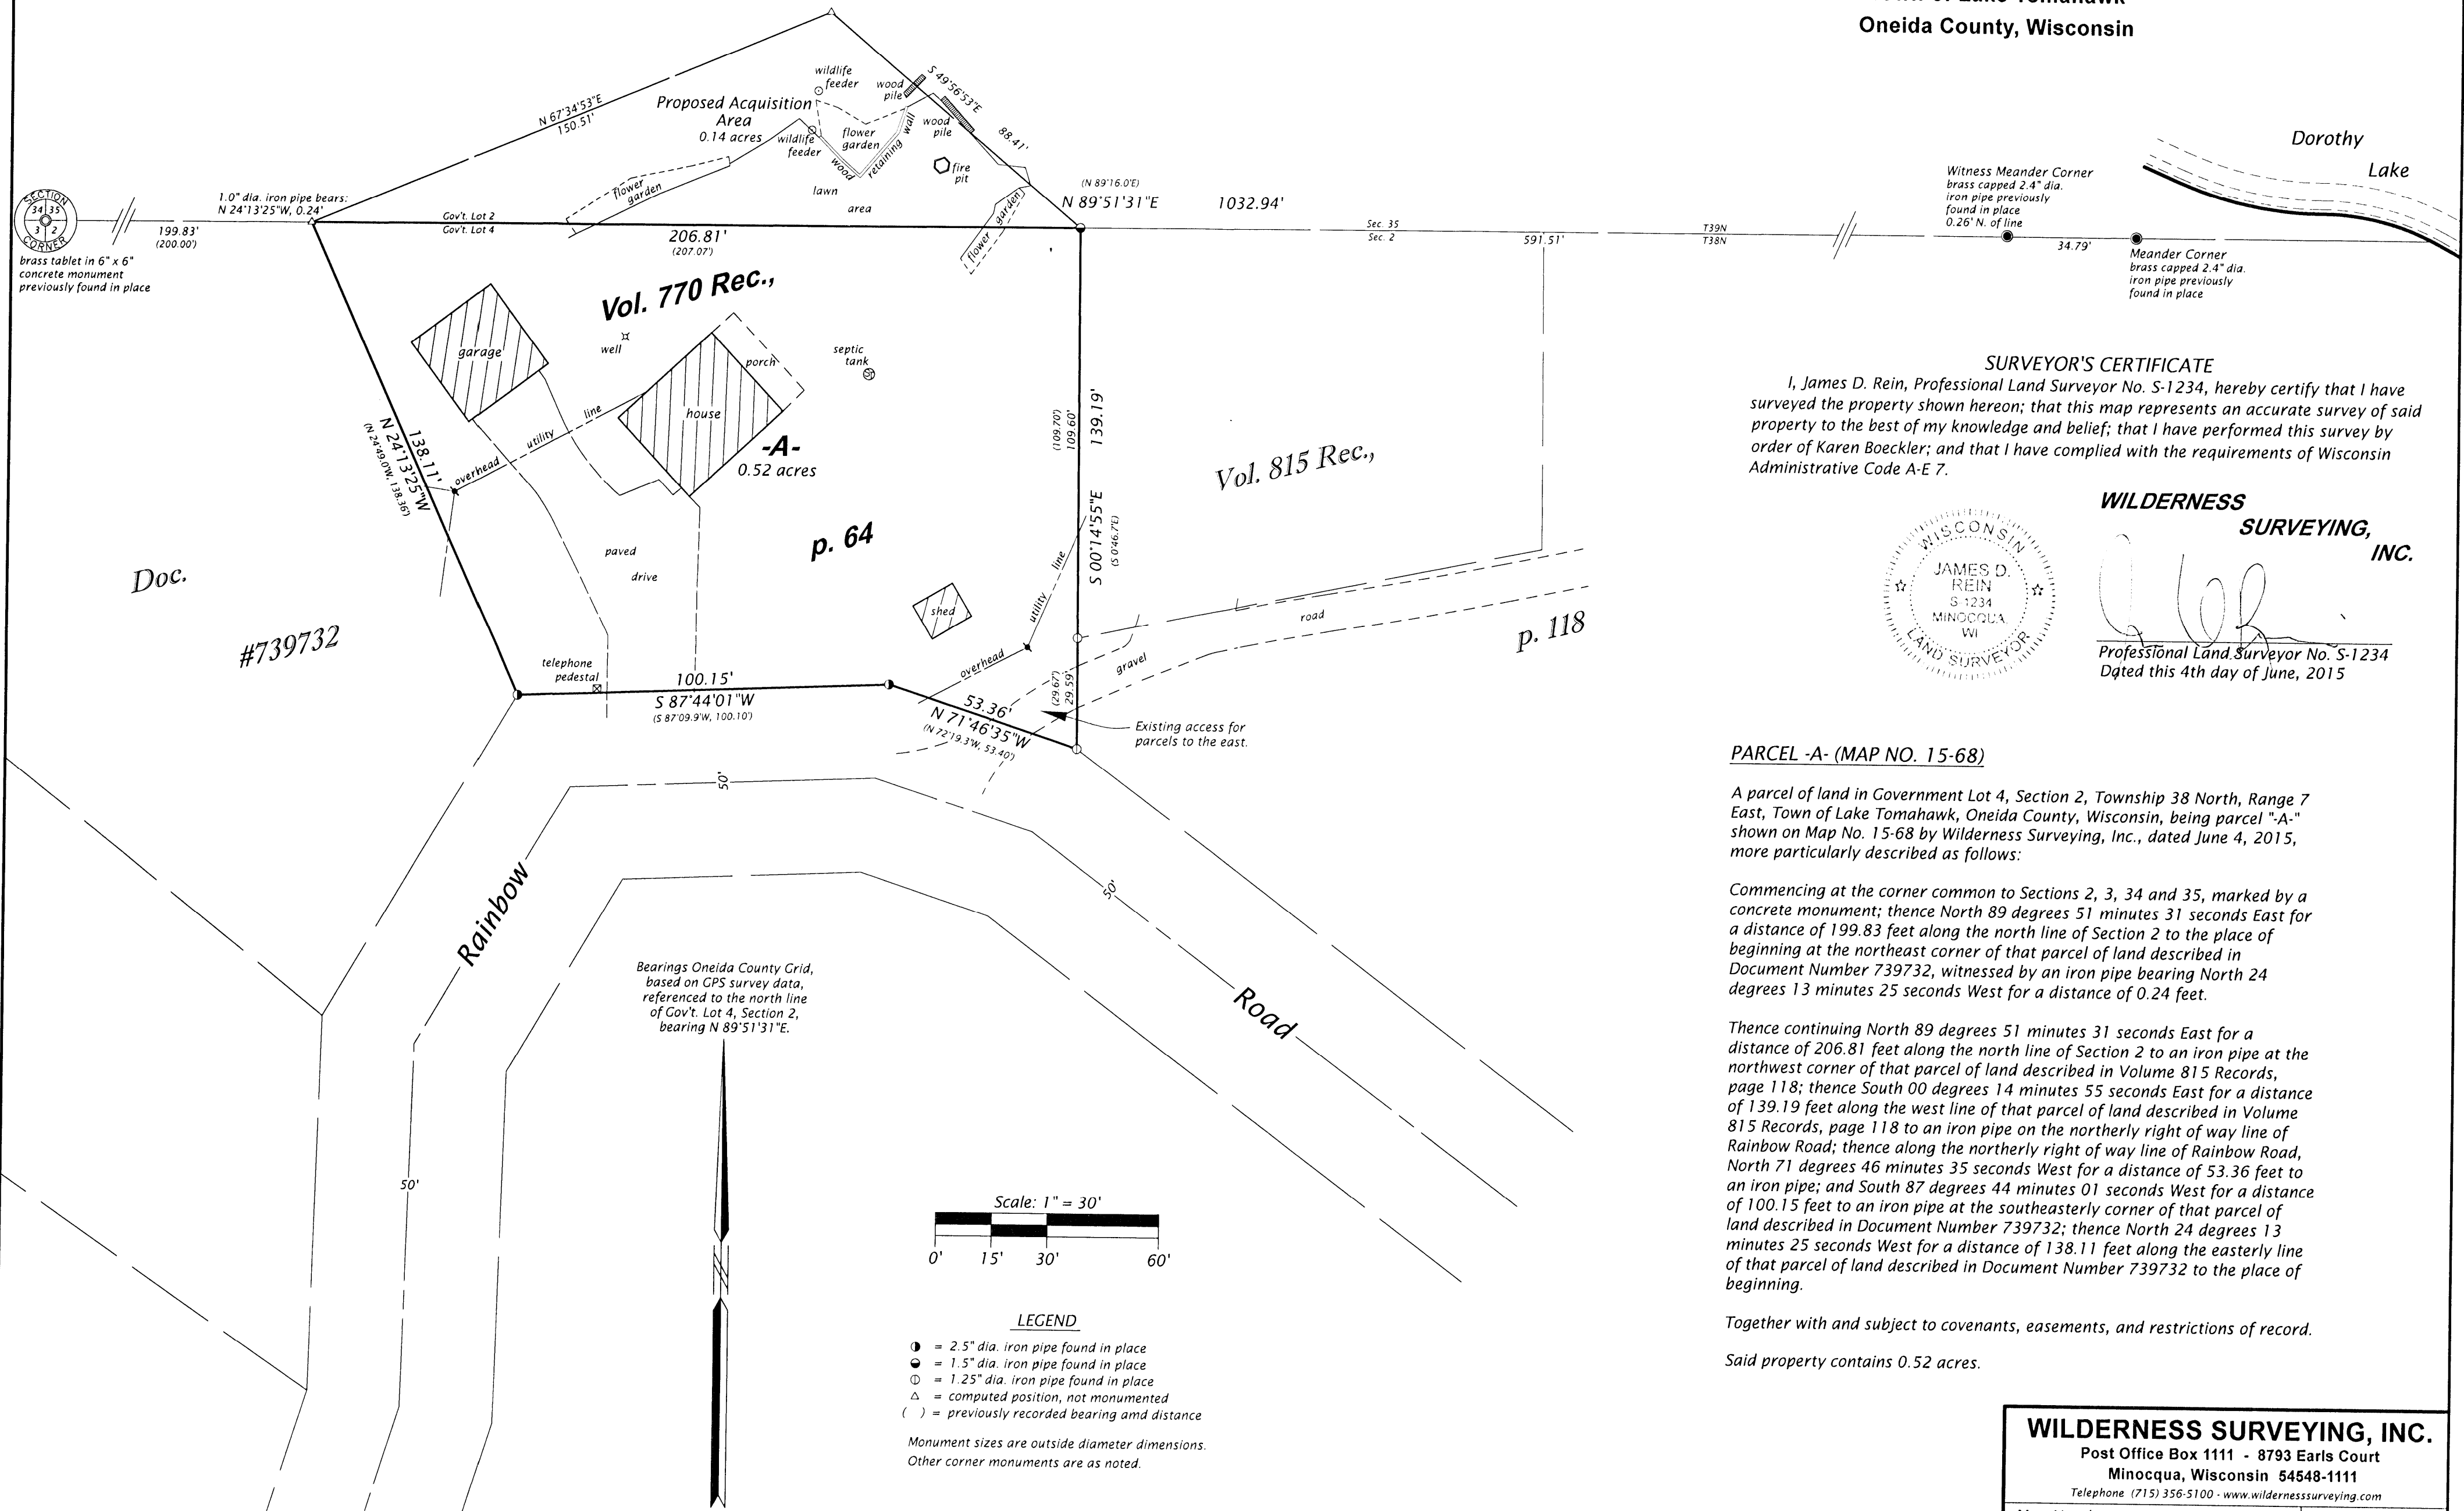 Oneida County, Wisconsin
N 67°34'53"E
150.51'
Proposed Acquisition
Area
0.14 acres
wildlife
feeder
wood
pile
S 49°56'53"E
88.41'
wood
pile
flower
garden
wildlife
feeder
wood
retaining
wall
fire
pit
flower
garden
lawn
area
flower
garden
SECTION
34 35
3 2
CORNER
brass tablet in 6" x 6"
concrete monument
previously found in place
199.83'
(200.00')
1.0" dia. iron pipe bears:
N 24°13'25"W, 0.24'
Gov't. Lot 2
Gov't. Lot 4
206.81'
(207.07')
(N 89°16.0'E)
N 89°51'31"E 1032.94'
Sec. 35
Sec. 2
591.51'
T39N
T38N
Witness Meander Corner
brass capped 2.4" dia.
iron pipe previously
found in place
0.26' N. of line
34.79'
Meander Corner
brass capped 2.4" dia.
iron pipe previously
found in place
Dorothy
Lake
Vol. 770 Rec.,
p. 64
garage
well
porch
house
septic
tank
ST
-A-
0.52 acres
overhead
utility
line
138.11'
N 24°13'25"W
(N 24°49.0'W, 138.36')
(109.70')
109.60'
139.19'
S 00°14'55"E
(S 0°46.7'E)
Vol. 815 Rec.,
p. 118
Doc.
#739732
paved
drive
shed
overhead
utility
line
road
gravel
telephone
pedestal
100.15'
S 87°44'01"W
(S 87°09.9'W, 100.10')
53.36'
N 71°46'35"W
(N 72°19.3'W, 53.40')
(29.67')
29.59'
Existing access for
parcels to the east.
50'
50'
50'
Rainbow
Road
Bearings Oneida County Grid,
based on GPS survey data,
referenced to the north line
of Gov't. Lot 4, Section 2,
bearing N 89°51'31"E.
Scale: 1" = 30'
0' 15' 30' 60'
LEGEND
= 2.5" dia. iron pipe found in place
= 1.5" dia. iron pipe found in place
= 1.25" dia. iron pipe found in place
= computed position, not monumented
( ) = previously recorded bearing amd distance
Monument sizes are outside diameter dimensions.
Other corner monuments are as noted.
SURVEYOR'S CERTIFICATE
I, James D. Rein, Professional Land Surveyor No. S-1234, hereby certify that I have
surveyed the property shown hereon; that this map represents an accurate survey of said
property to the best of my knowledge and belief; that I have performed this survey by
order of Karen Boeckler; and that I have complied with the requirements of Wisconsin
Administrative Code A-E 7.
WISCONSIN
JAMES D.
REIN
S-1234
MINOCQUA
WI
LAND SURVEYOR
WILDERNESS
SURVEYING,
INC.
Professional Land Surveyor No. S-1234
Dated this 4th day of June, 2015
PARCEL -A- (MAP NO. 15-68)
A parcel of land in Government Lot 4, Section 2, Township 38 North, Range 7
East, Town of Lake Tomahawk, Oneida County, Wisconsin, being parcel "-A-"
shown on Map No. 15-68 by Wilderness Surveying, Inc., dated June 4, 2015,
more particularly described as follows:
Commencing at the corner common to Sections 2, 3, 34 and 35, marked by a
concrete monument; thence North 89 degrees 51 minutes 31 seconds East for
a distance of 199.83 feet along the north line of Section 2 to the place of
beginning at the northeast corner of that parcel of land described in
Document Number 739732, witnessed by an iron pipe bearing North 24
degrees 13 minutes 25 seconds West for a distance of 0.24 feet.
Thence continuing North 89 degrees 51 minutes 31 seconds East for a
distance of 206.81 feet along the north line of Section 2 to an iron pipe at the
northwest corner of that parcel of land described in Volume 815 Records,
page 118; thence South 00 degrees 14 minutes 55 seconds East for a distance
of 139.19 feet along the west line of that parcel of land described in Volume
815 Records, page 118 to an iron pipe on the northerly right of way line of
Rainbow Road; thence along the northerly right of way line of Rainbow Road,
North 71 degrees 46 minutes 35 seconds West for a distance of 53.36 feet to
an iron pipe; and South 87 degrees 44 minutes 01 seconds West for a distance
of 100.15 feet to an iron pipe at the southeasterly corner of that parcel of
land described in Document Number 739732; thence North 24 degrees 13
minutes 25 seconds West for a distance of 138.11 feet along the easterly line
of that parcel of land described in Document Number 739732 to the place of
beginning.
Together with and subject to covenants, easements, and restrictions of record.
Said property contains 0.52 acres.
WILDERNESS SURVEYING, INC.
Post Office Box 1111 - 8793 Earls Court
Minocqua, Wisconsin 54548-1111
Telephone (715) 356-5100 - www.wildernesssurveying.com